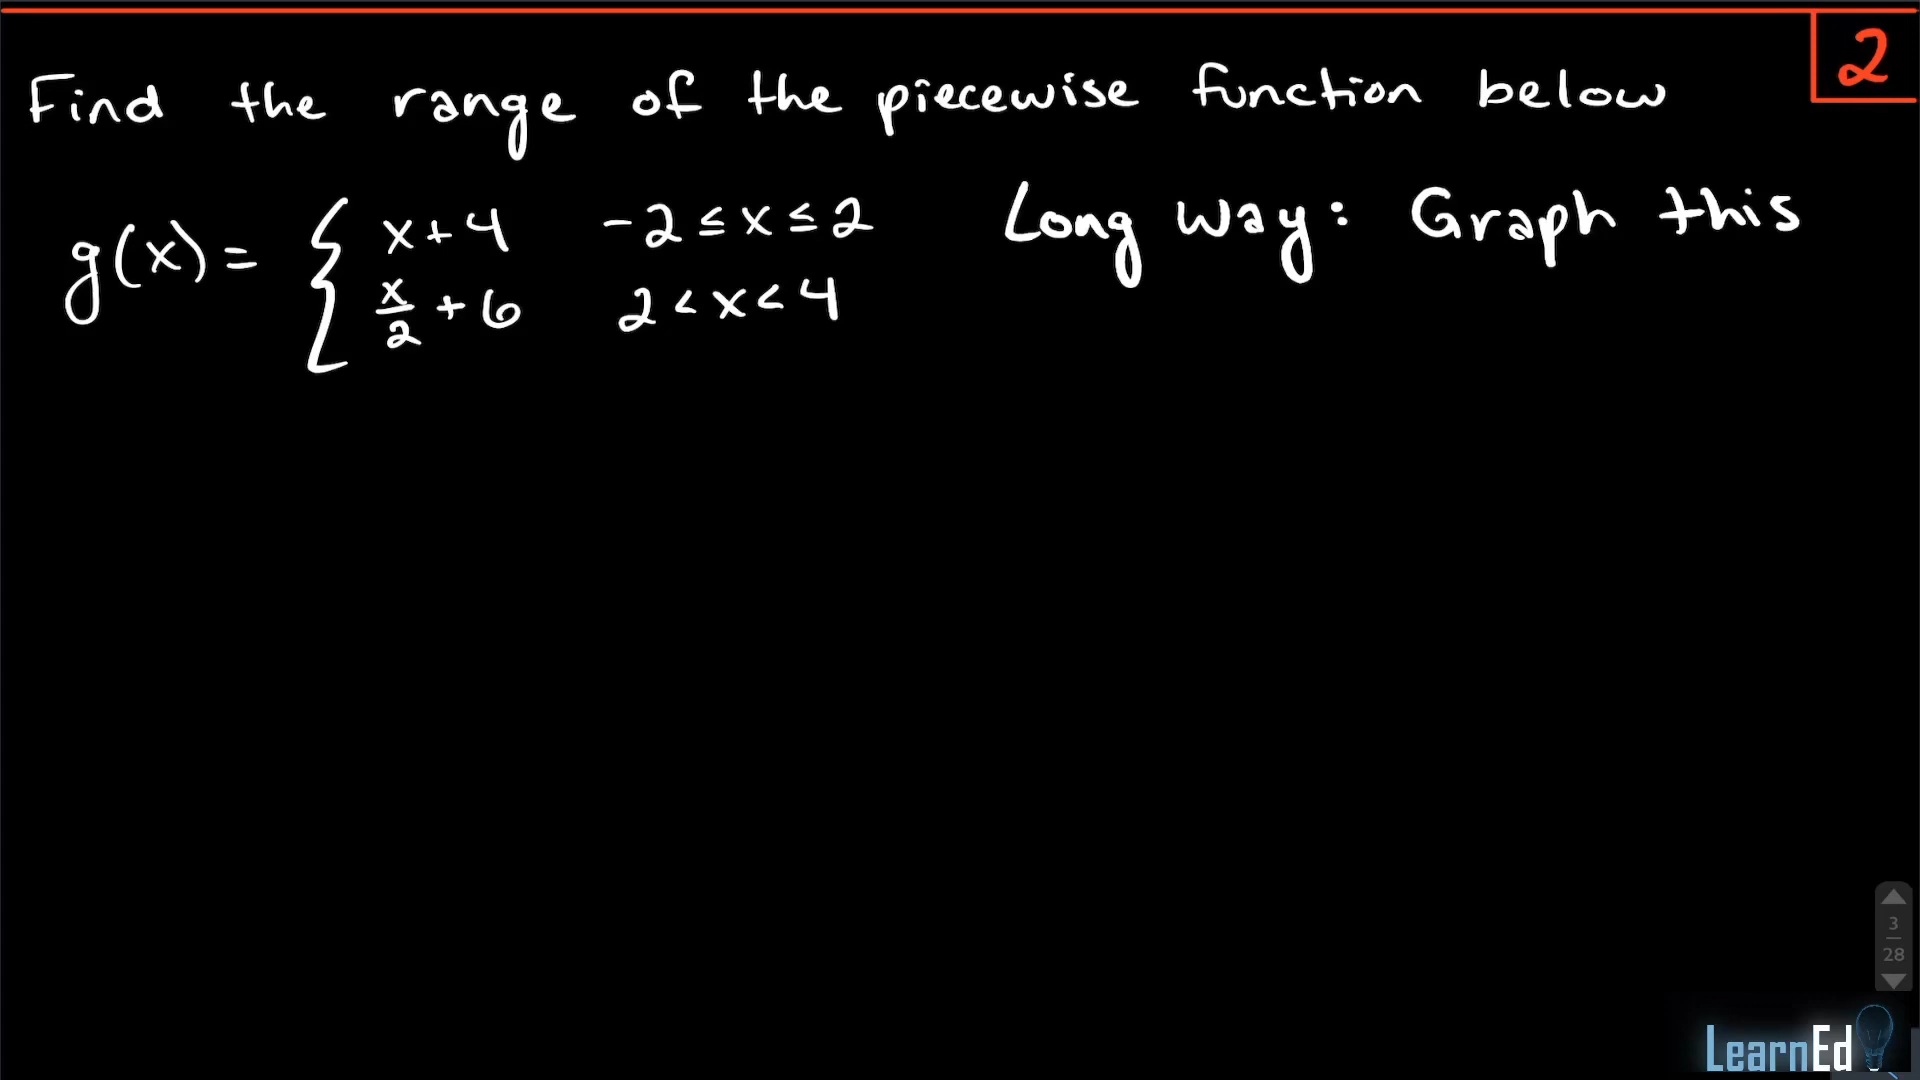 2
Find the range of the piecewise function below
g(x) = { x+4   -2 ≤ x ≤ 2
x/2 + 6   2 < x < 4
Long way: Graph this
3
28
LearnEd